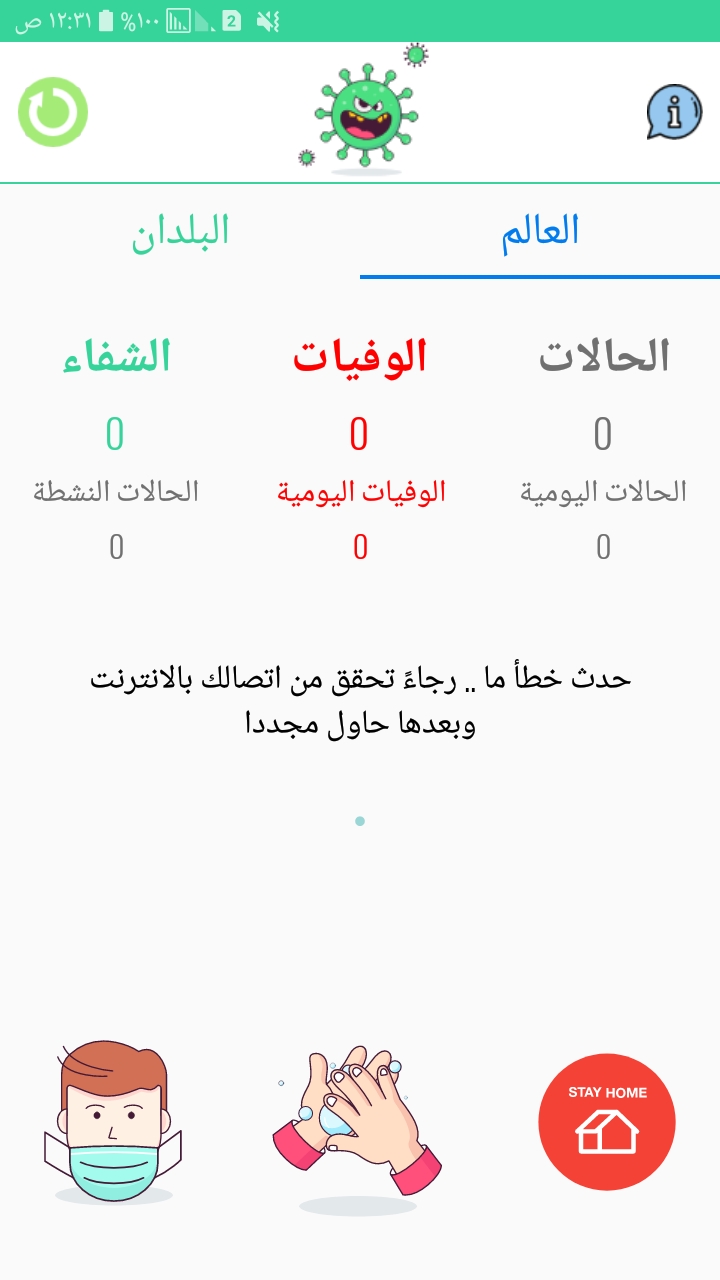 ١٢:٣١ ص %١٠٠ 2
العالم
البلدان
الحالات
الوفيات
الشفاء
0
0
0
الحالات اليومية
الوفيات اليومية
الحالات النشطة
0
0
0
حدث خطأ ما .. رجاءً تحقق من اتصالك بالانترنت
وبعدها حاول مجددا
STAY HOME